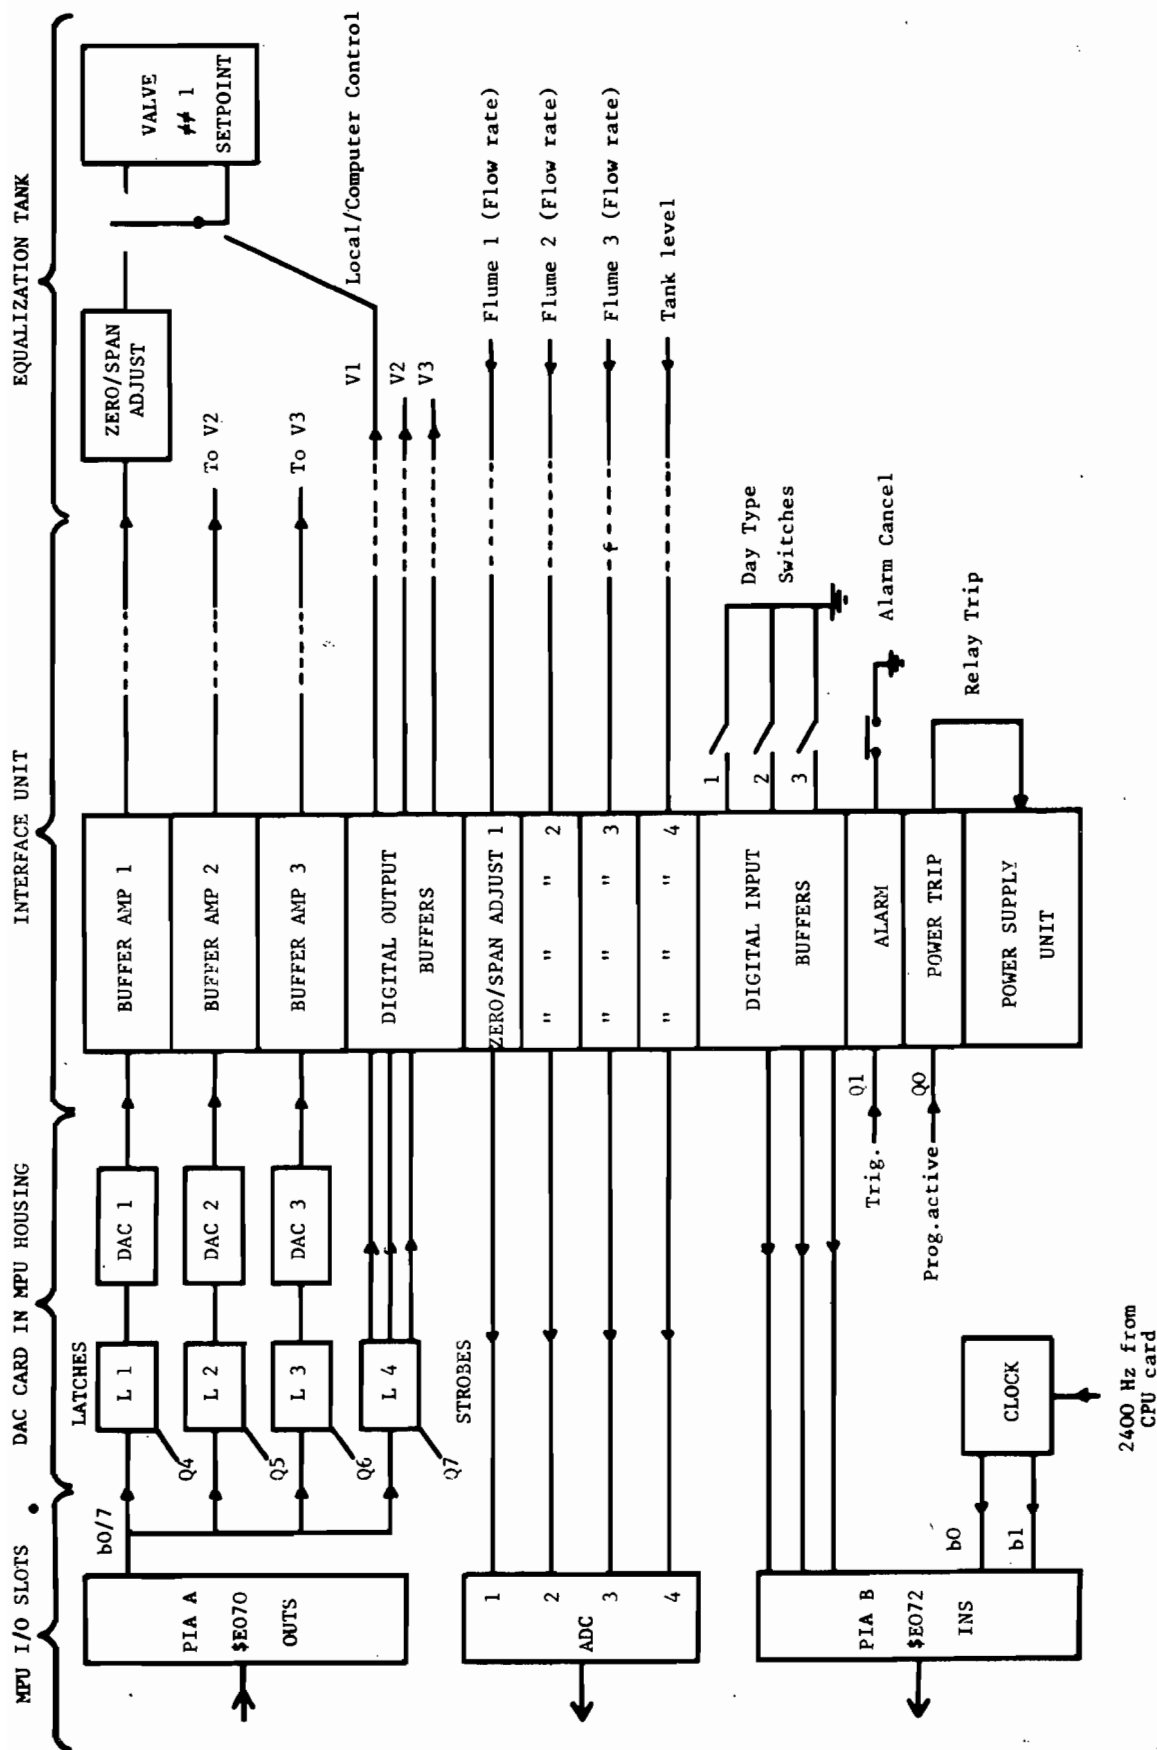 MPU I/O SLOTS
DAC CARD IN MPU HOUSING
INTERFACE UNIT
EQUALIZATION TANK
PIA A
$E070
OUTS
b0/7
LATCHES
L 1
L 2
L 3
L 4
Q4
Q5
Q6
Q7
STROBES
DAC 1
DAC 2
DAC 3
BUFFER AMP 1
BUFFER AMP 2
BUFFER AMP 3
DIGITAL OUTPUT
BUFFERS
ZERO/SPAN
ADJUST
To V2
To V3
VALVE
## 1
SETPOINT
V1
V2
V3
Local/Computer Control
ADC
1
2
3
4
ZERO/SPAN ADJUST 1
" " " 2
" " " 3
" " " 4
Flume 1 (Flow rate)
Flume 2 (Flow rate)
Flume 3 (Flow rate)
Tank level
PIA B
$E072
INS
b0
b1
CLOCK
2400 Hz from
CPU card
DIGITAL INPUT
BUFFERS
1
2
3
Day Type
Switches
Trig.
Q1
ALARM
Alarm Cancel
Prog.active
Q0
POWER TRIP
Relay Trip
POWER SUPPLY
UNIT